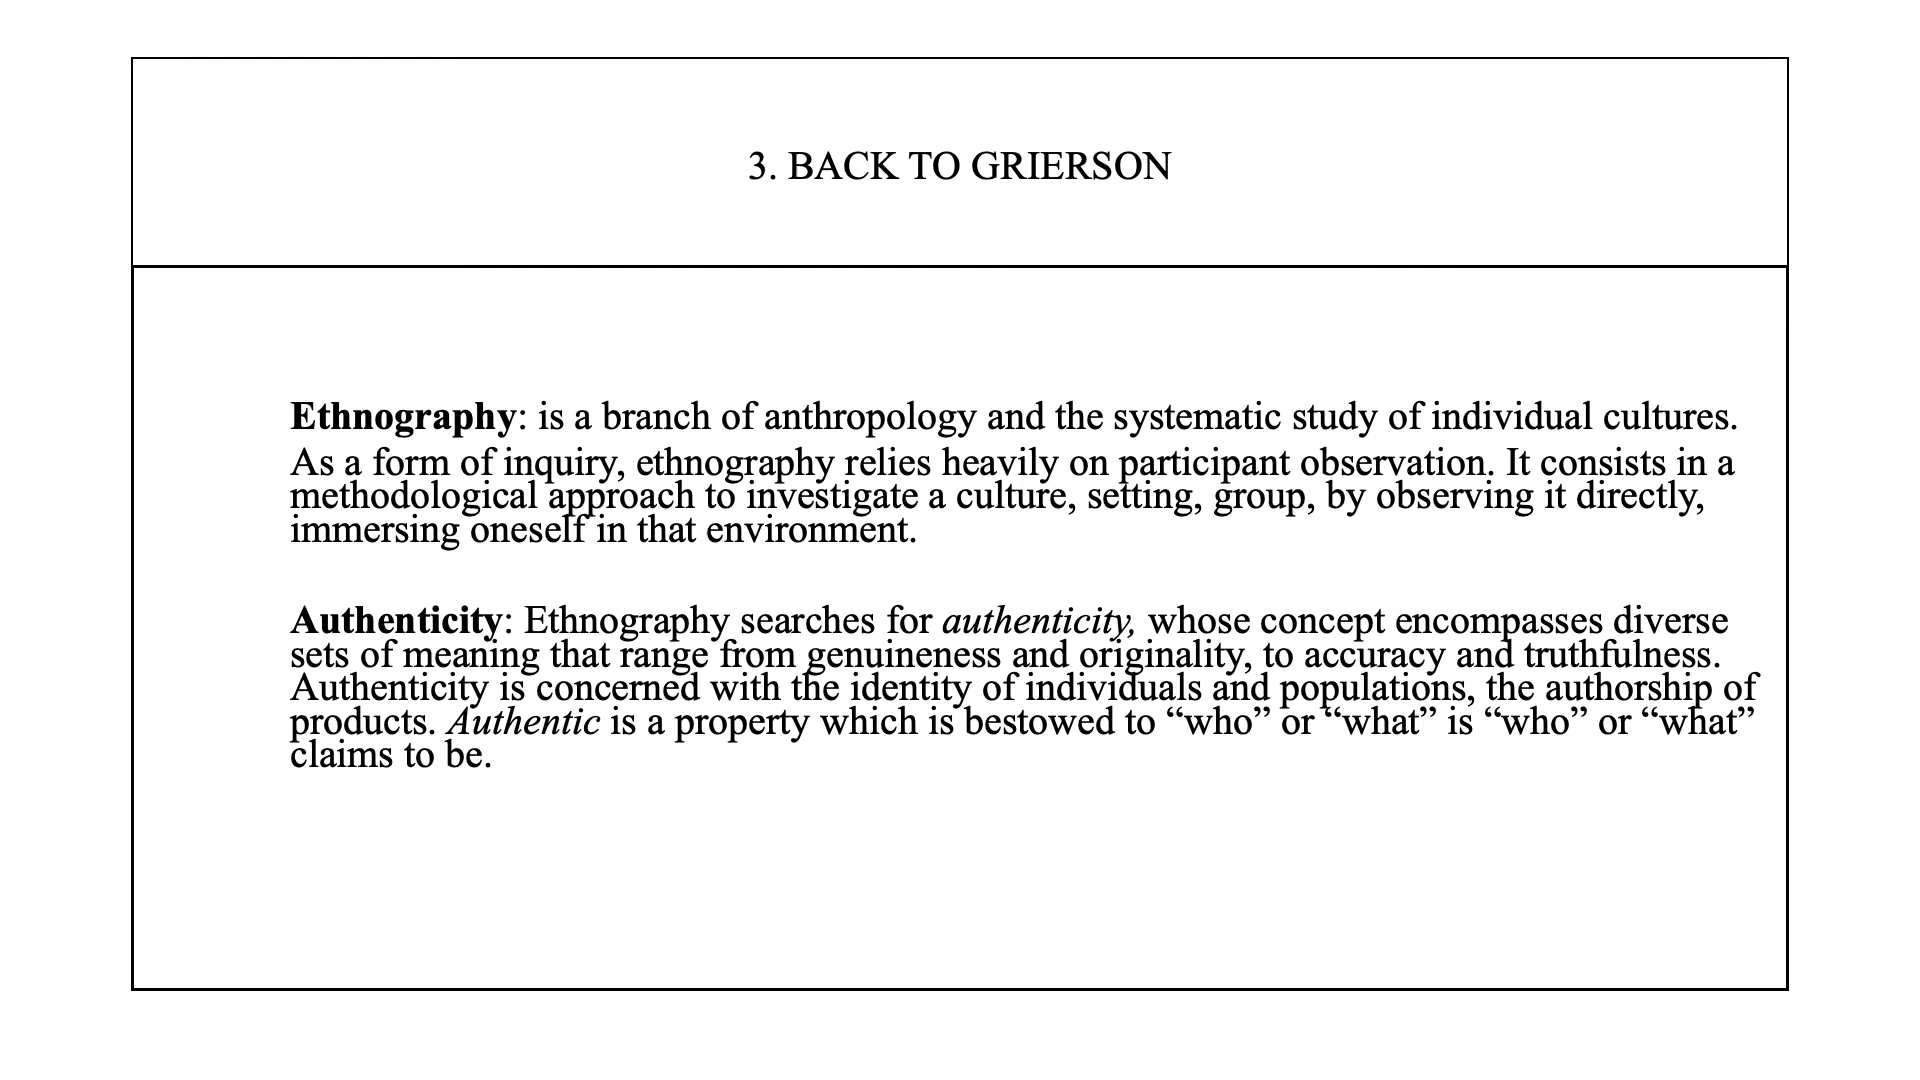 3. BACK TO GRIERSON
Ethnography: is a branch of anthropology and the systematic study of individual cultures.
As a form of inquiry, ethnography relies heavily on participant observation. It consists in a
methodological approach to investigate a culture, setting, group, by observing it directly,
immersing oneself in that environment.
Authenticity: Ethnography searches for authenticity, whose concept encompasses diverse
sets of meaning that range from genuineness and originality, to accuracy and truthfulness.
Authenticity is concerned with the identity of individuals and populations, the authorship of
products. Authentic is a property which is bestowed to “who” or “what” is “who” or “what”
claims to be.